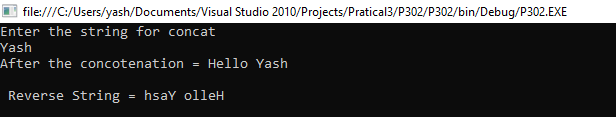 file:///C:/Users/yash/Documents/Visual Studio 2010/Projects/Pratical3/P302/P302/bin/Debug/P302.EXE
Enter the string for concat
Yash
After the concotenation = Hello Yash
Reverse String = hsaY olleH